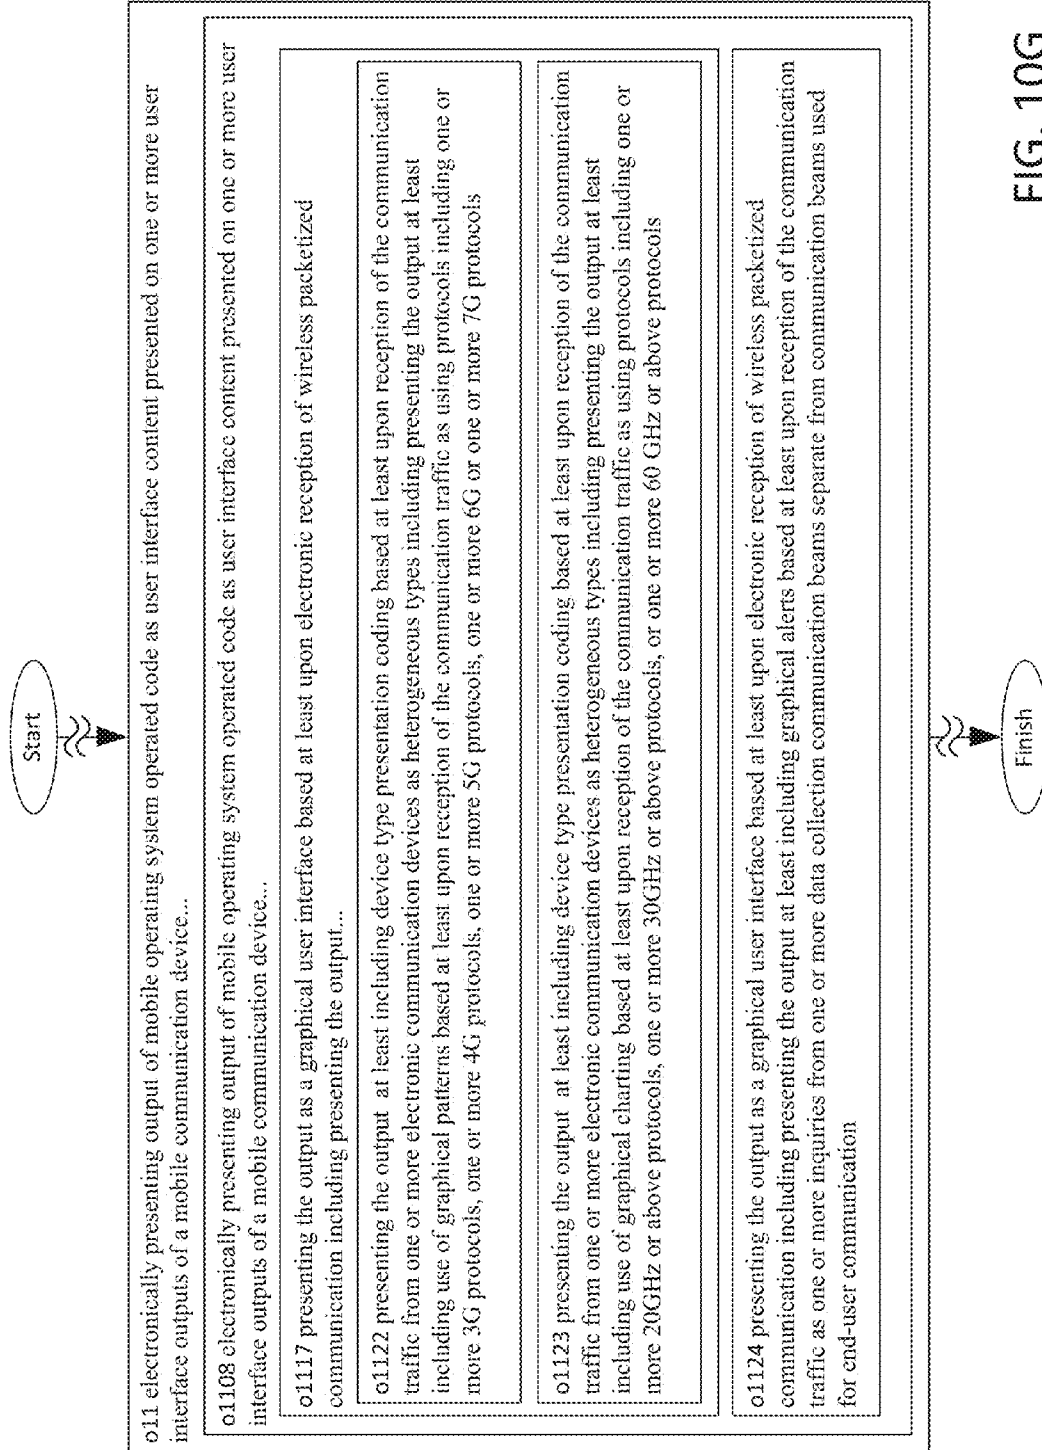 Start
o11 electronically presenting output of mobile operating system operated code as user interface content presented on one or more user
interface outputs of a mobile communication device...
o1108 electronically presenting output of mobile operating system operated code as user interface content presented on one or more user
interface outputs of a mobile communication device...
o1117 presenting the output as a graphical user interface based at least upon electronic reception of wireless packetized
communication including presenting the output...
o1122 presenting the output at least including device type presentation coding based at least upon reception of the communication
traffic from one or more electronic communication devices as heterogeneous types including presenting the output at least
including use of graphical patterns based at least upon reception of the communication traffic as using protocols including one or
more 3G protocols, one or more 4G protocols, one or more 5G protocols, one or more 6G or one or more 7G protocols
o1123 presenting the output at least including device type presentation coding based at least upon reception of the communication
traffic from one or more electronic communication devices as heterogeneous types including presenting the output at least
including use of graphical charting based at least upon reception of the communication traffic as using protocols including one or
more 20GHz or above protocols, one or more 30GHz or above protocols, or one or more 60 GHz or above protocols
o1124 presenting the output as a graphical user interface based at least upon electronic reception of wireless packetized
communication including presenting the output at least including graphical alerts based at least upon reception of the communication
traffic as one or more inquiries from one or more data collection communication beams separate from communication beams used
for end-user communication
Finish
FIG. 10G